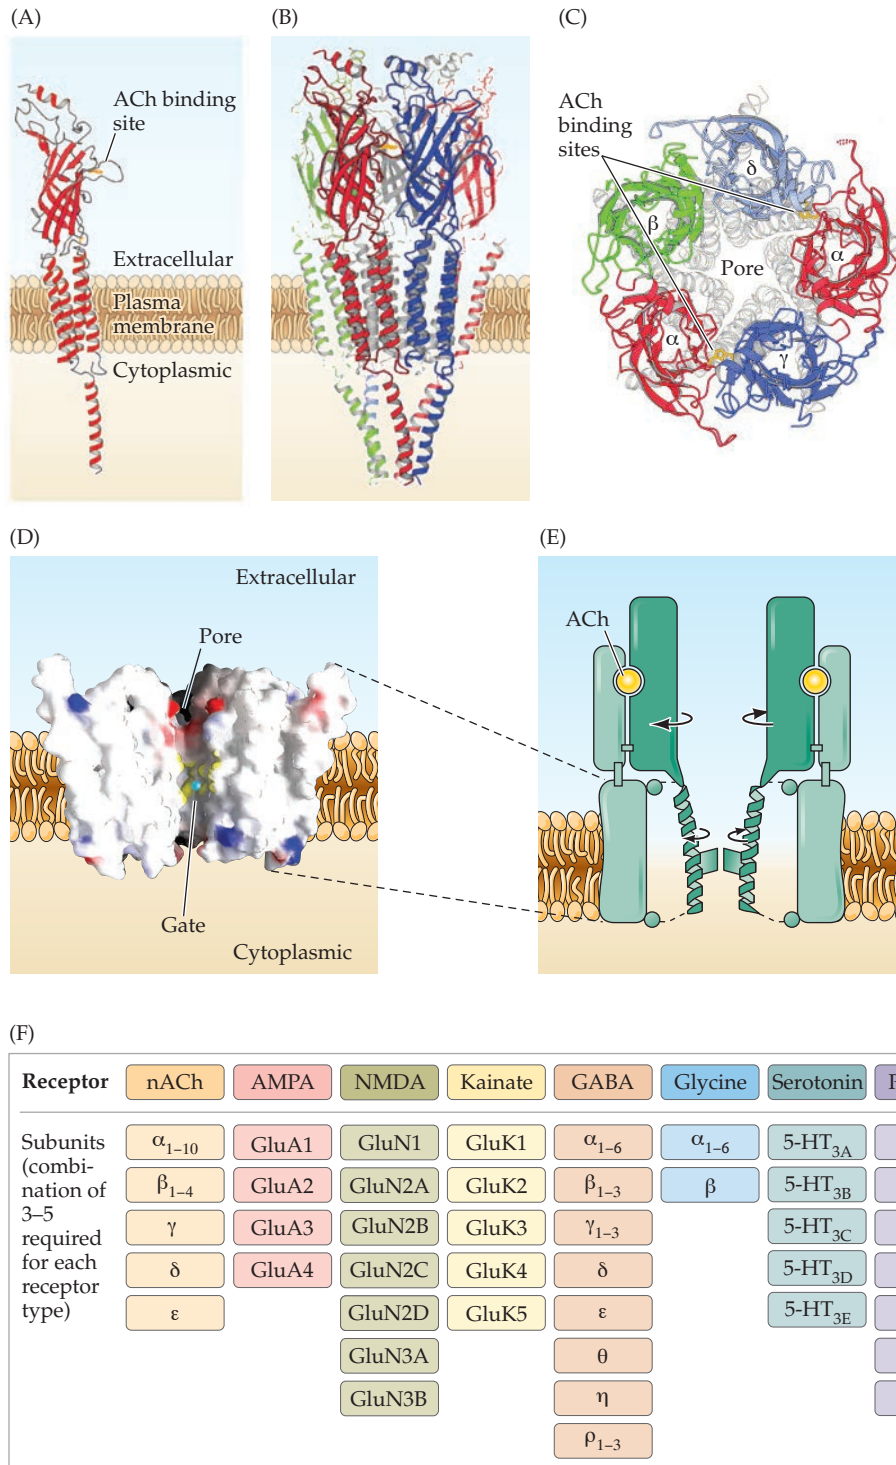 (A)
ACh binding
site
Extracellular
Plasma
membrane
Cytoplasmic
(B)
(C)
ACh
binding
sites
δ
β
α
Pore
α
γ
(D)
Extracellular
Pore
Gate
Cytoplasmic
(E)
ACh
(F)
Receptor nACh AMPA NMDA Kainate GABA Glycine Serotonin
Subunits
(combi-
nation of
3–5
required
for each
receptor
type)
α1–10 GluA1 GluN1 GluK1 α1–6 α1–6 5-HT3A
β1–4 GluA2 GluN2A GluK2 β1–3 β 5-HT3B
γ GluA3 GluN2B GluK3 γ1–3 5-HT3C
δ GluA4 GluN2C GluK4 δ 5-HT3D
ε GluN2D GluK5 ε 5-HT3E
GluN3A θ
GluN3B η
ρ1–3